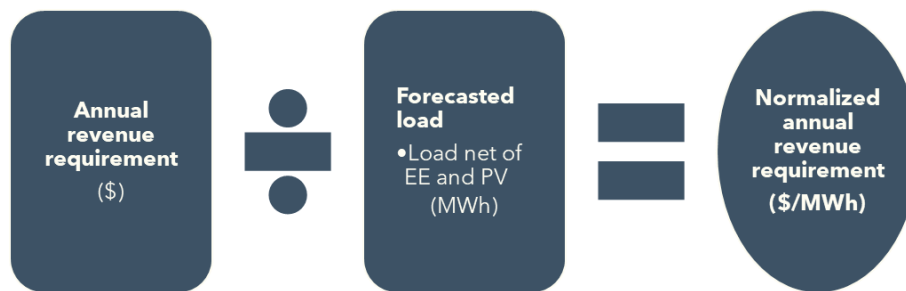 Annual
revenue
requirement
($)
Forecasted
load
•Load net of
EE and PV
(MWh)
Normalized
annual
revenue
requirement
($/MWh)